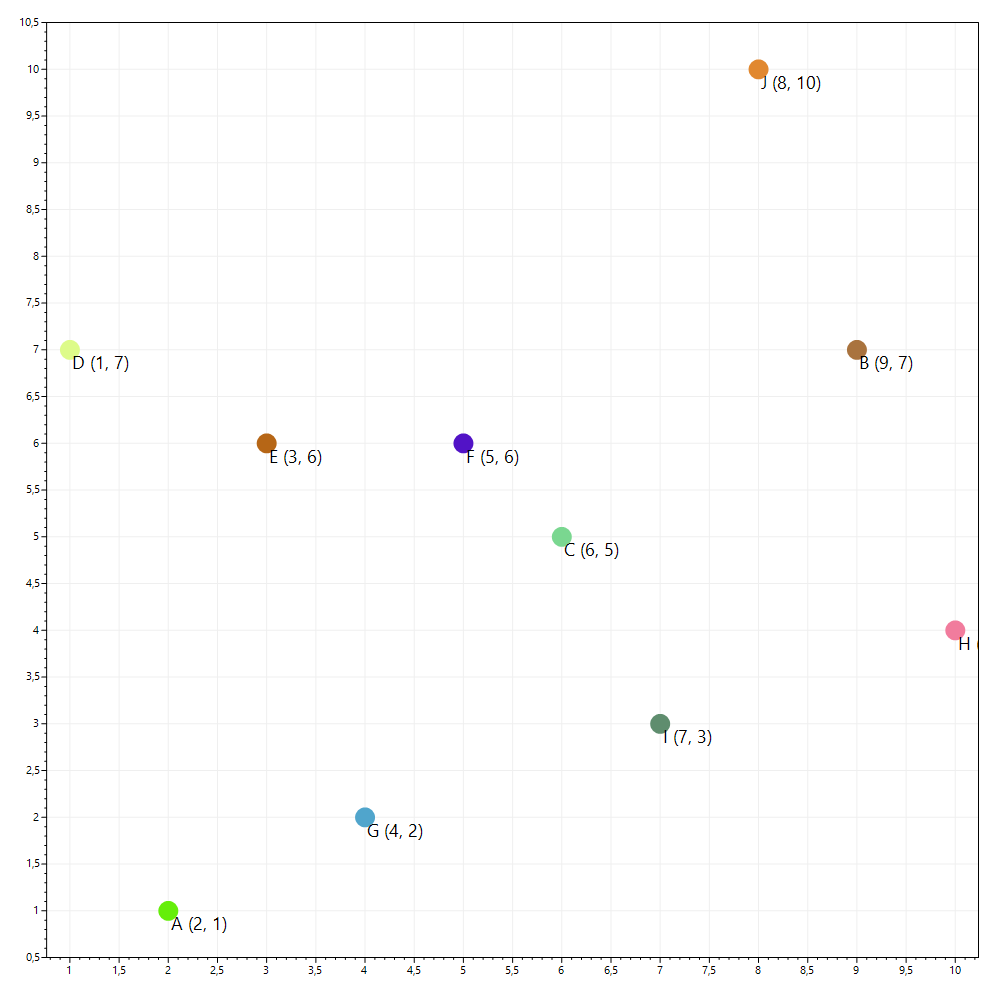 10,5
10
J (8, 10)
9,5
9
8,5
8
7,5
7
D (1, 7)
B (9, 7)
6,5
6
E (3, 6)
F (5, 6)
5,5
5
C (6, 5)
4,5
4
H (
3,5
3
I (7, 3)
2,5
2
G (4, 2)
1,5
1
A (2, 1)
0,5
1 1,5 2 2,5 3 3,5 4 4,5 5 5,5 6 6,5 7 7,5 8 8,5 9 9,5 10